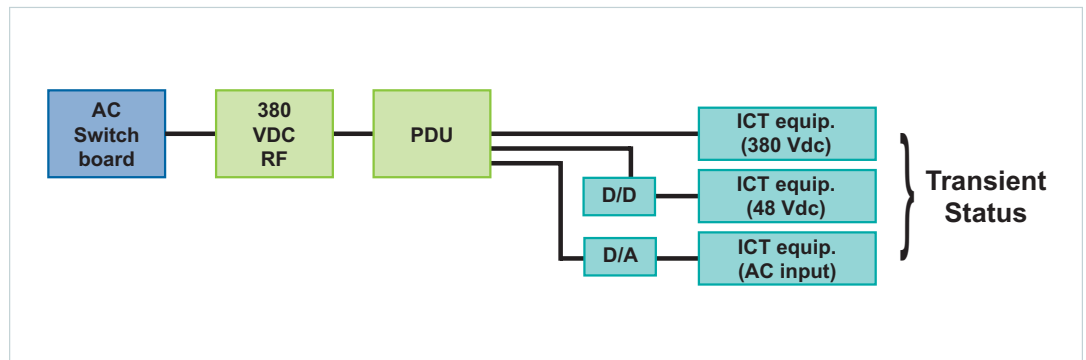 AC
Switch
board
380
VDC
RF
PDU
ICT equip.
(380 Vdc)
D/D
ICT equip.
(48 Vdc)
D/A
ICT equip.
(AC input)
Transient
Status